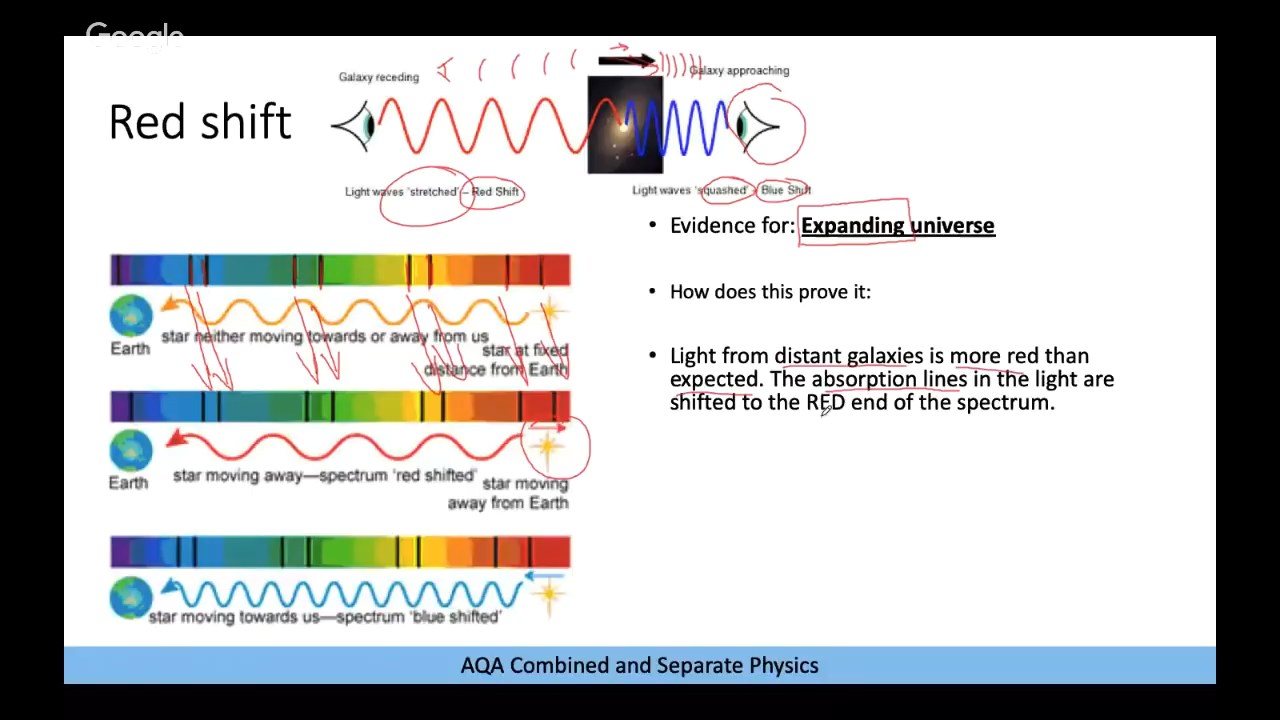 Google
Galaxy receding
Galaxy approaching
Red shift
Light waves 'stretched' – Red Shift
Light waves 'squashed' - Blue Shift
• Evidence for: Expanding universe
• How does this prove it:
• Light from distant galaxies is more red than
expected. The absorption lines in the light are
shifted to the RED end of the spectrum.
star neither moving towards or away from us
Earth
star at fixed
distance from Earth
star moving away—spectrum 'red shifted'
Earth
star moving
away from Earth
star moving towards us—spectrum 'blue shifted'
AQA Combined and Separate Physics